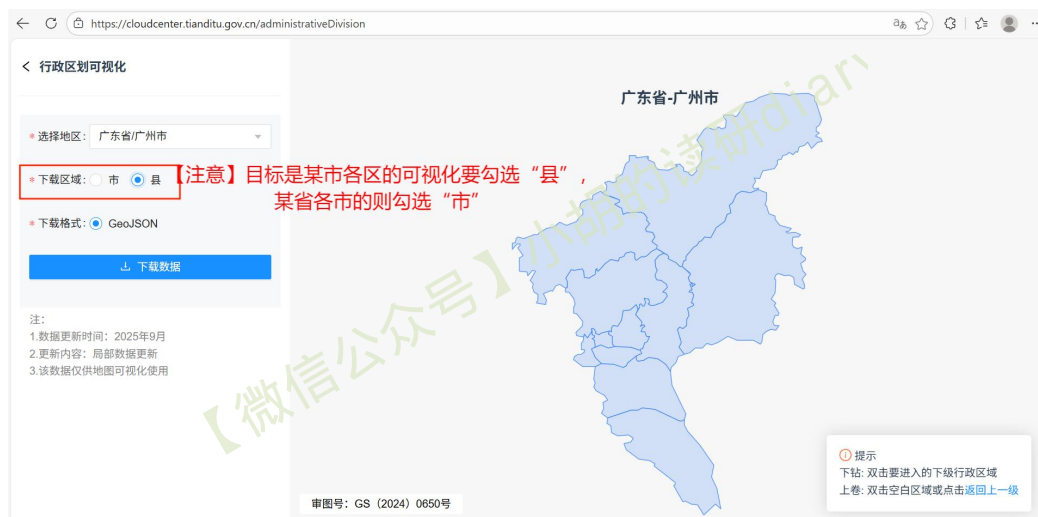 https://cloudcenter.tianditu.gov.cn/administrativeDivision
行政区划可视化
广东省-广州市
* 选择地区: 广东省/广州市
* 下载区域: 市 县
【注意】目标是某市各区的可视化要勾选“县”,
某省各市的则勾选“市”
* 下载格式: GeoJSON
下载数据
注:
1.数据更新时间: 2025年9月
2.更新内容: 局部数据更新
3.该数据仅供地图可视化使用
【微信公众号】小胡的读研diary
提示
下钻: 双击要进入的下级行政区域
上卷: 双击空白区域或点击返回上一级
审图号: GS (2024) 0650号